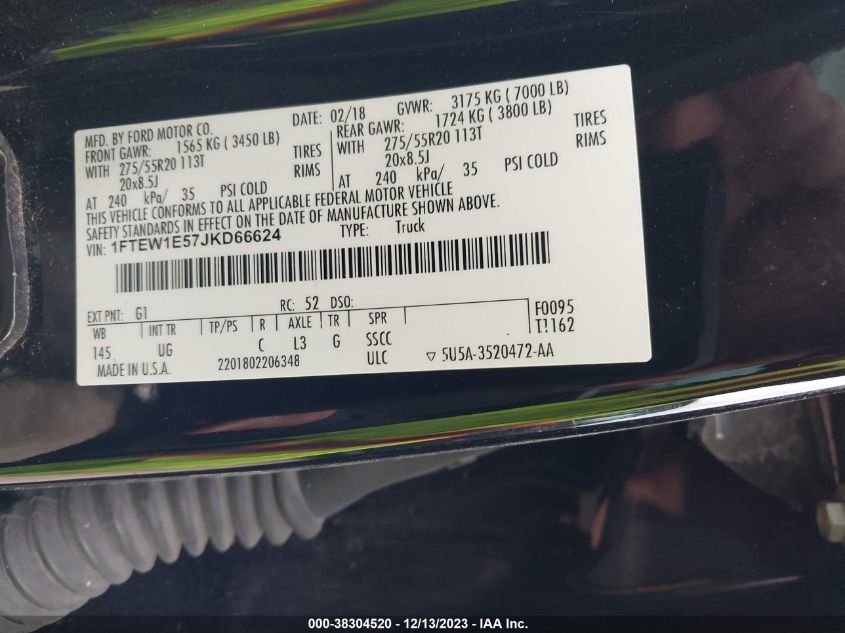 MFD. BY FORD MOTOR CO. DATE: 02/18 GVWR: 3175 KG ( 7000 LB)
FRONT GAWR: 1565 KG ( 3450 LB) REAR GAWR: 1724 KG ( 3800 LB)
WITH 275/55R20 113T TIRES WITH 275/55R20 113T TIRES
20x8.5J RIMS 20x8.5J RIMS
AT 240 kPa/ 35 PSI COLD AT 240 kPa/ 35 PSI COLD
THIS VEHICLE CONFORMS TO ALL APPLICABLE FEDERAL MOTOR VEHICLE
SAFETY STANDARDS IN EFFECT ON THE DATE OF MANUFACTURE SHOWN ABOVE.
VIN: 1FTEW1E57JKD66624 TYPE: Truck
EXT PNT: G1 RC: 52 DSO: F0095
WB INT TR TP/PS R AXLE TR SPR T1162
145 UG C L3 G SSCC
MADE IN U.S.A. 2201802206348 ULC ▽ 5U5A-3520472-AA
000-38304520 - 12/13/2023 - IAA Inc.